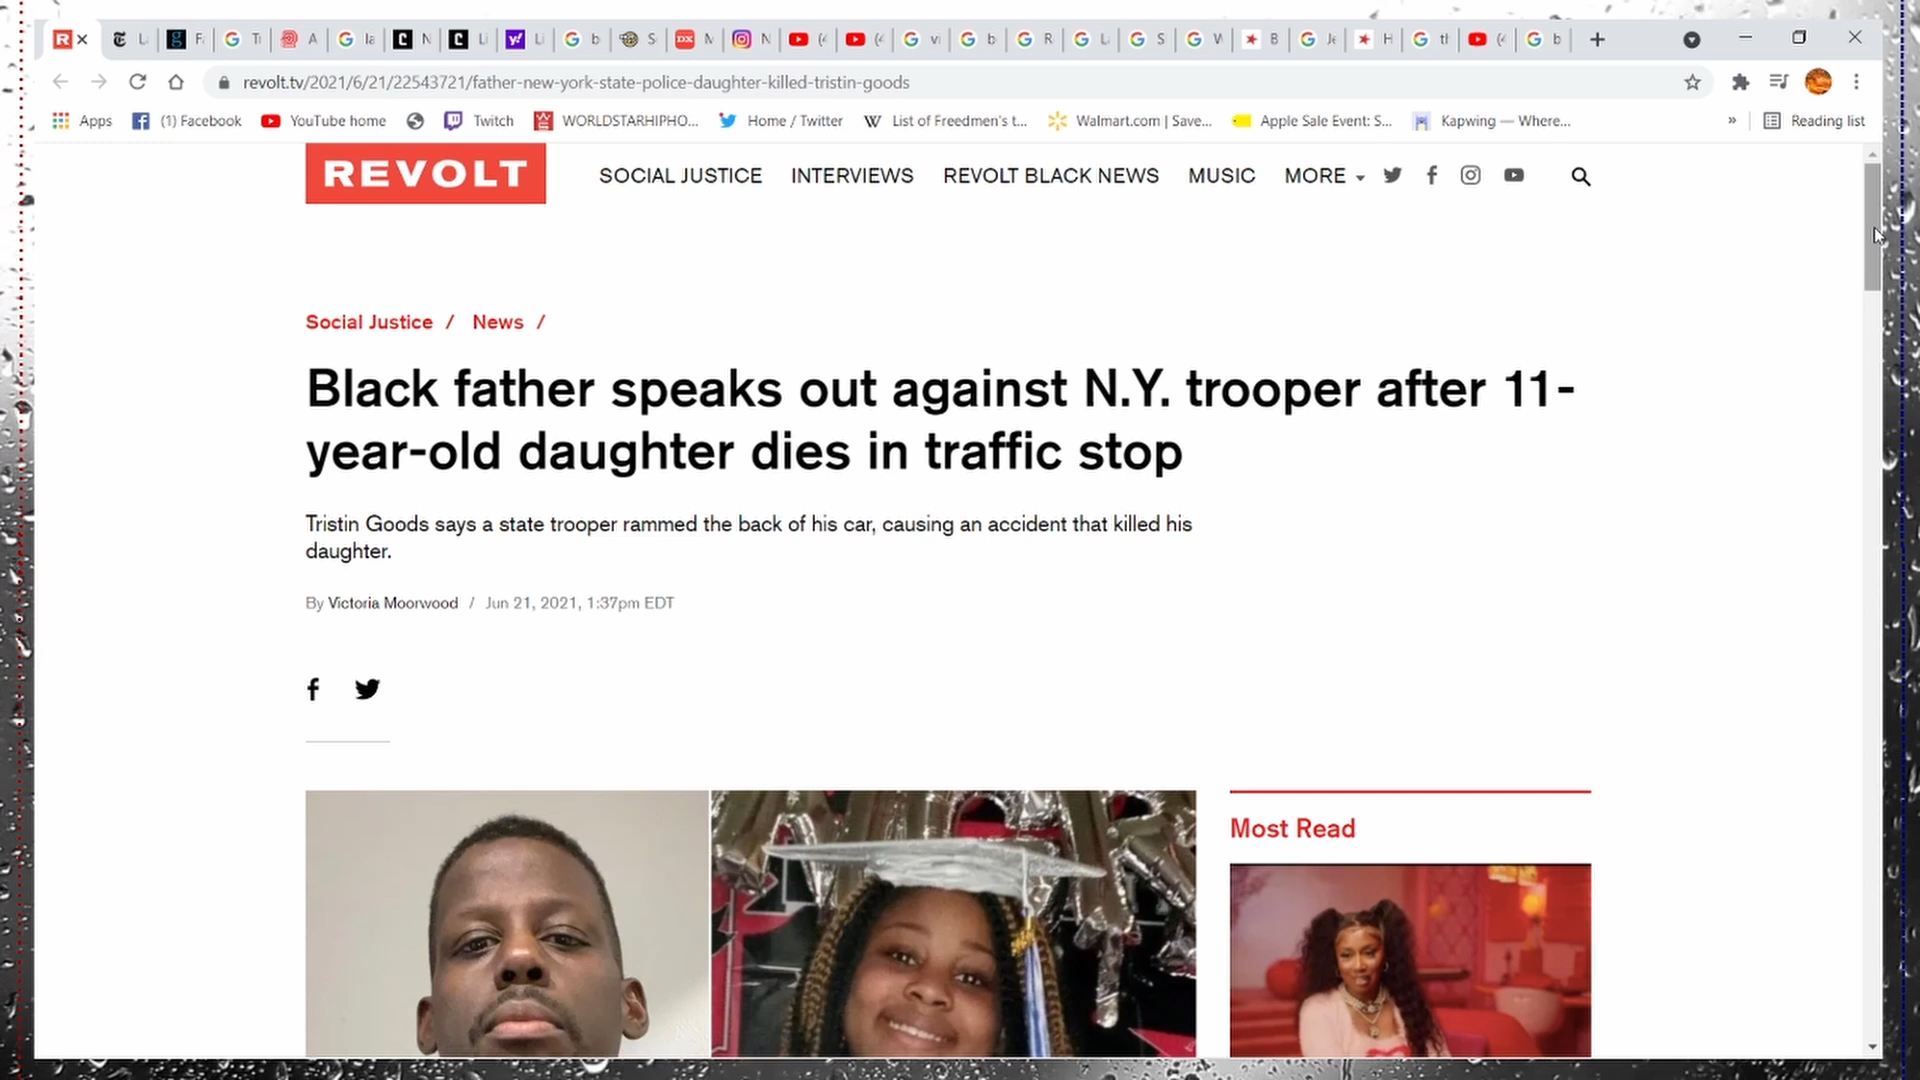 revolt.tv/2021/6/21/22543721/father-new-york-state-police-daughter-killed-tristin-goods
Apps (1) Facebook YouTube home Twitch WORLDSTARHIPHO... Home / Twitter List of Freedmen's t... Walmart.com | Save... Apple Sale Event: S... Kapwing — Where... » Reading list
REVOLT SOCIAL JUSTICE INTERVIEWS REVOLT BLACK NEWS MUSIC MORE
Social Justice / News /
Black father speaks out against N.Y. trooper after 11-
year-old daughter dies in traffic stop
Tristin Goods says a state trooper rammed the back of his car, causing an accident that killed his
daughter.
By Victoria Moorwood / Jun 21, 2021, 1:37pm EDT
Most Read